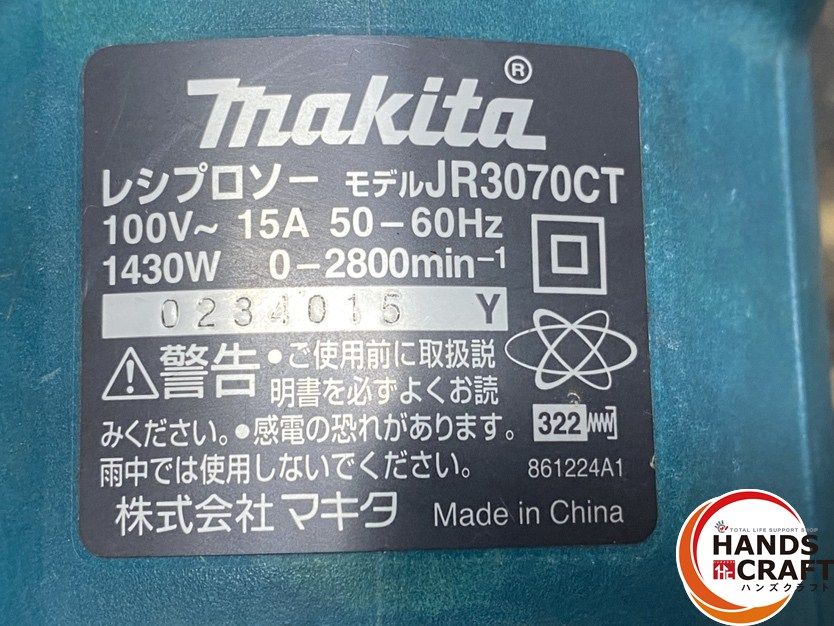 makita®
レシプロソー モデルJR3070CT
100V～ 15A 50－60Hz
1430W 0－2800min⁻¹
0234015 Y
警告 ●ご使用前に取扱説
明書を必ずよくお読
みください。●感電の恐れがあります。
雨中では使用しないでください。
322
861224A1
株式会社 マキタ Made in China
TOTAL LIFE SUPPORT SHOP
HANDS
CRAFT
ハンズクラフト